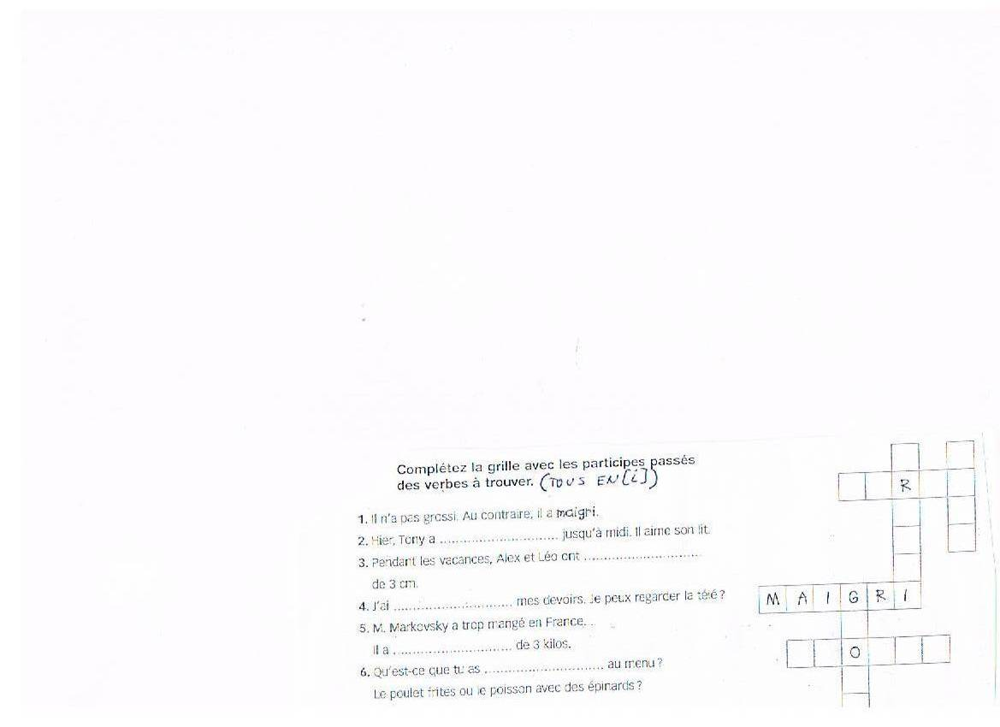 Complétez la grille avec les participes passés
des verbes à trouver. (TOUS EN [i])
1. Il n'a pas grossi. Au contraire, il a maigri.
2. Hier, Tony a .............................. jusqu'à midi. Il aime son lit.
3. Pendant les vacances, Alex et Léo ont ..............................
de 3 cm.
4. J'ai .............................. mes devoirs. Je peux regarder la télé ?
5. M. Markovsky a trop mangé en France.
Il a .............................. de 3 kilos.
6. Qu'est-ce que tu as .............................. au menu ?
Le poulet frites ou le poisson avec des épinards ?
R
M A I G R I
O